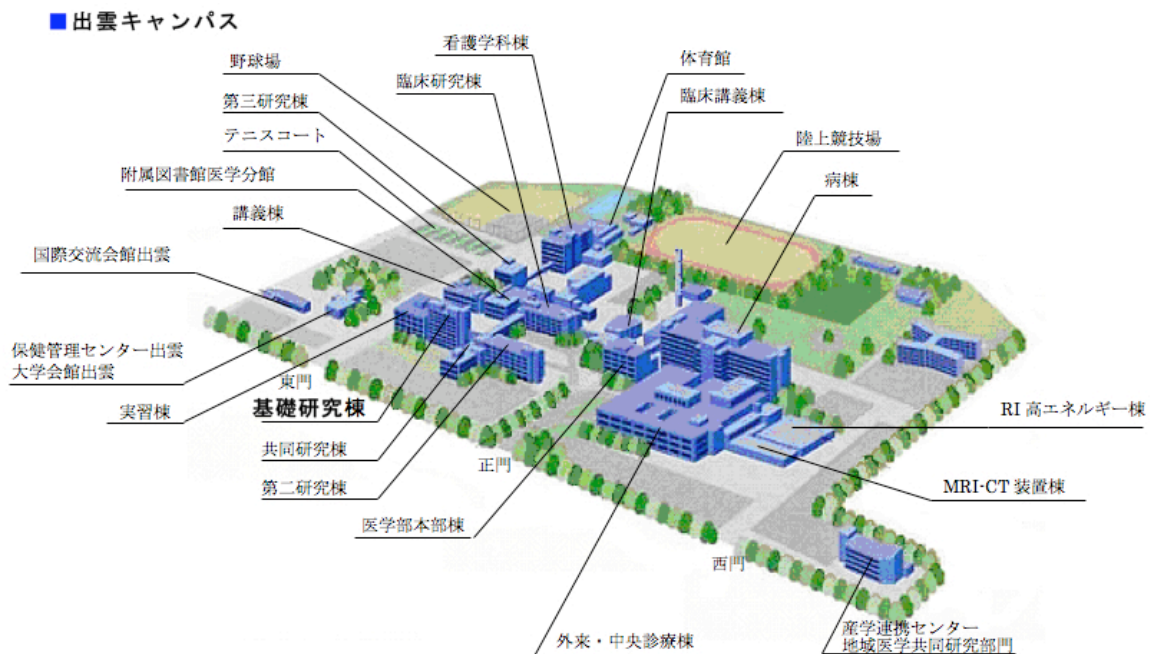 ■出雲キャンパス
看護学科棟
野球場
体育館
臨床研究棟
第三研究棟
臨床講義棟
テニスコート
陸上競技場
附属図書館医学分館
病棟
講義棟
国際交流会館出雲
保健管理センター出雲
大学会館出雲
東門
実習棟
基礎研究棟
RI 高エネルギー棟
共同研究棟
正門
第二研究棟
MRI-CT 装置棟
医学部本部棟
西門
外来・中央診療棟
産学連携センター
地域医学共同研究部門